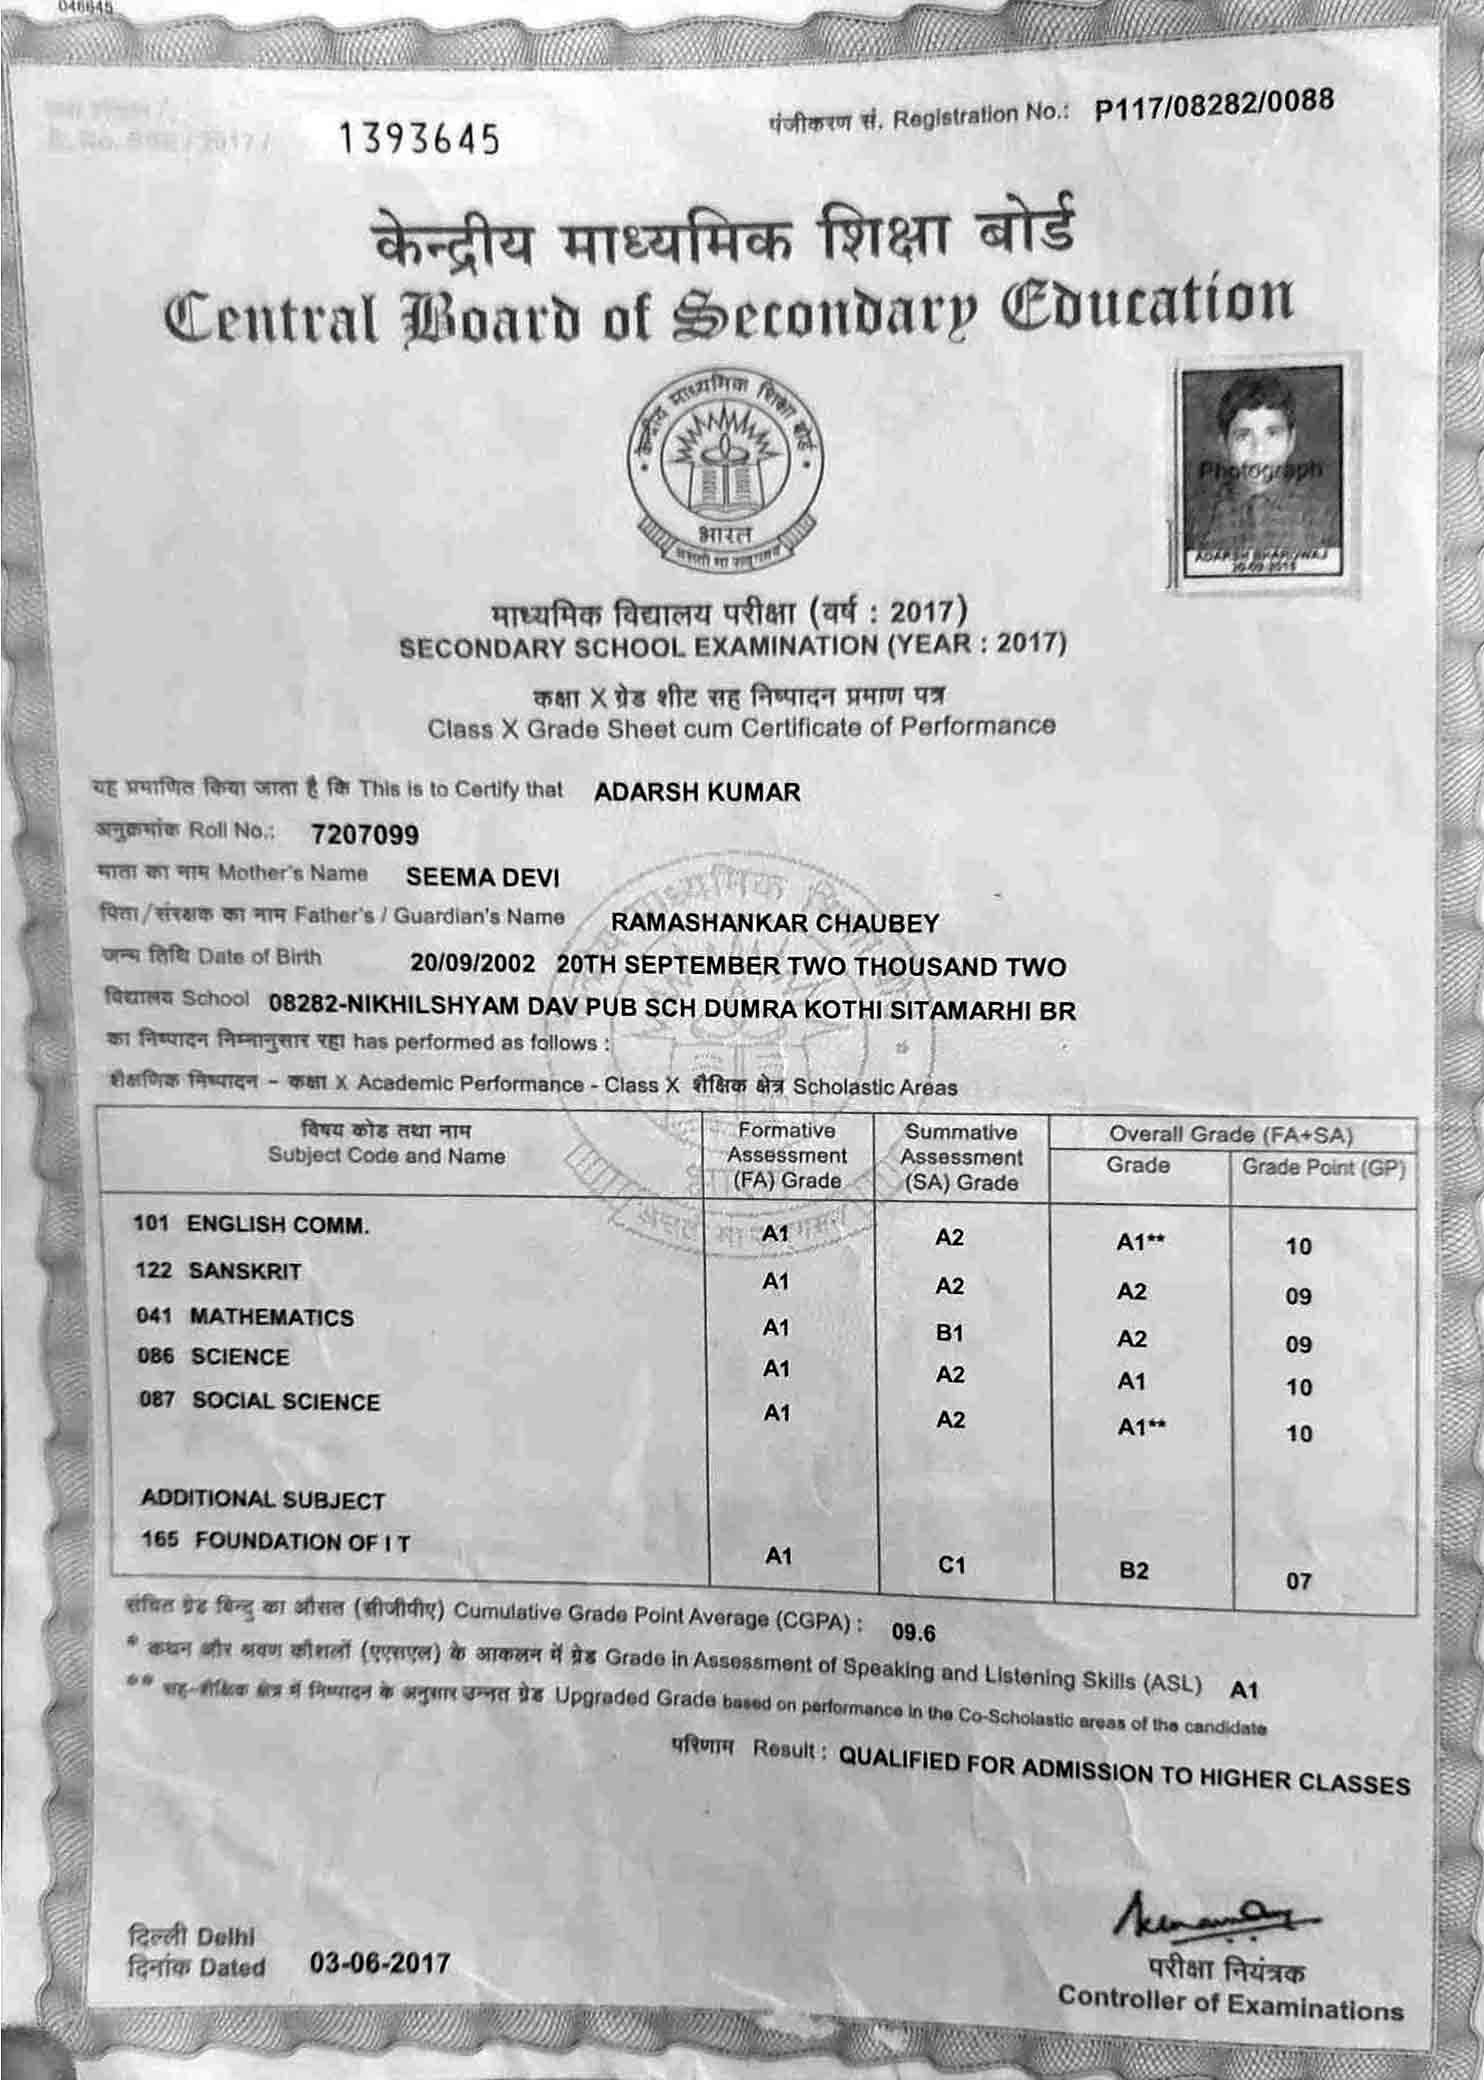 046645
1393645
पंजीकरण सं. Registration No.: P117/08282/0088
केन्द्रीय माध्यमिक शिक्षा बोर्ड
Central Board of Secondary Education
केन्द्रीय माध्यमिक शिक्षा बोर्ड
भारत
असतो मा सद्गमय
Photograph
ADARSH BHARDWAJ
माध्यमिक विद्यालय परीक्षा (वर्ष : 2017)
SECONDARY SCHOOL EXAMINATION (YEAR : 2017)
कक्षा X ग्रेड शीट सह निष्पादन प्रमाण पत्र
Class X Grade Sheet cum Certificate of Performance
यह प्रमाणित किया जाता है कि This is to Certify that ADARSH KUMAR
अनुक्रमांक Roll No.: 7207099
माता का नाम Mother's Name SEEMA DEVI
पिता/संरक्षक का नाम Father's / Guardian's Name RAMASHANKAR CHAUBEY
जन्म तिथि Date of Birth 20/09/2002 20TH SEPTEMBER TWO THOUSAND TWO
विद्यालय School 08282-NIKHILSHYAM DAV PUB SCH DUMRA KOTHI SITAMARHI BR
का निष्पादन निम्नानुसार रहा has performed as follows :
शैक्षणिक निष्पादन - कक्षा X Academic Performance - Class X शैक्षिक क्षेत्र Scholastic Areas
विषय कोड तथा नाम
Subject Code and Name
Formative
Assessment
(FA) Grade
Summative
Assessment
(SA) Grade
Overall Grade (FA+SA)
Grade Grade Point (GP)
101 ENGLISH COMM. A1 A2 A1** 10
122 SANSKRIT A1 A2 A2 09
041 MATHEMATICS A1 B1 A2 09
086 SCIENCE A1 A2 A1 10
087 SOCIAL SCIENCE A1 A2 A1** 10
ADDITIONAL SUBJECT
165 FOUNDATION OF I T A1 C1 B2 07
संचित ग्रेड बिन्दु का औसत (सीजीपीए) Cumulative Grade Point Average (CGPA) : 09.6
* कथन और श्रवण कौशलों (एएसएल) के आकलन में ग्रेड Grade in Assessment of Speaking and Listening Skills (ASL) A1
** सह-शैक्षिक क्षेत्र में निष्पादन के अनुसार उन्नत ग्रेड Upgraded Grade based on performance in the Co-Scholastic areas of the candidate
परिणाम Result : QUALIFIED FOR ADMISSION TO HIGHER CLASSES
दिल्ली Delhi
दिनांक Dated 03-06-2017
परीक्षा नियंत्रक
Controller of Examinations